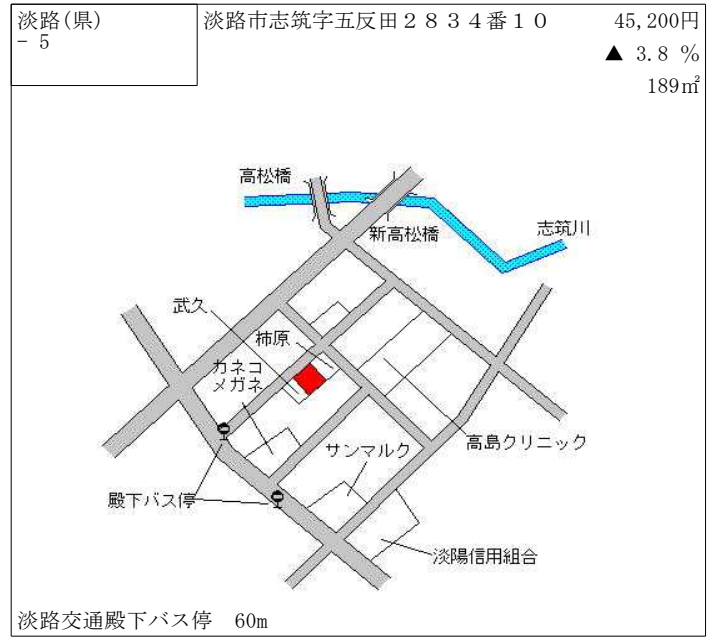 淡路(県)
- 5
淡路市志筑字五反田２８３４番１０
45,200円
▲ 3.8 %
189㎡
高松橋
新高松橋
志筑川
武久
柿原
カネコ
メガネ
高島クリニック
サンマルク
殿下バス停
淡陽信用組合
淡路交通殿下バス停　60m